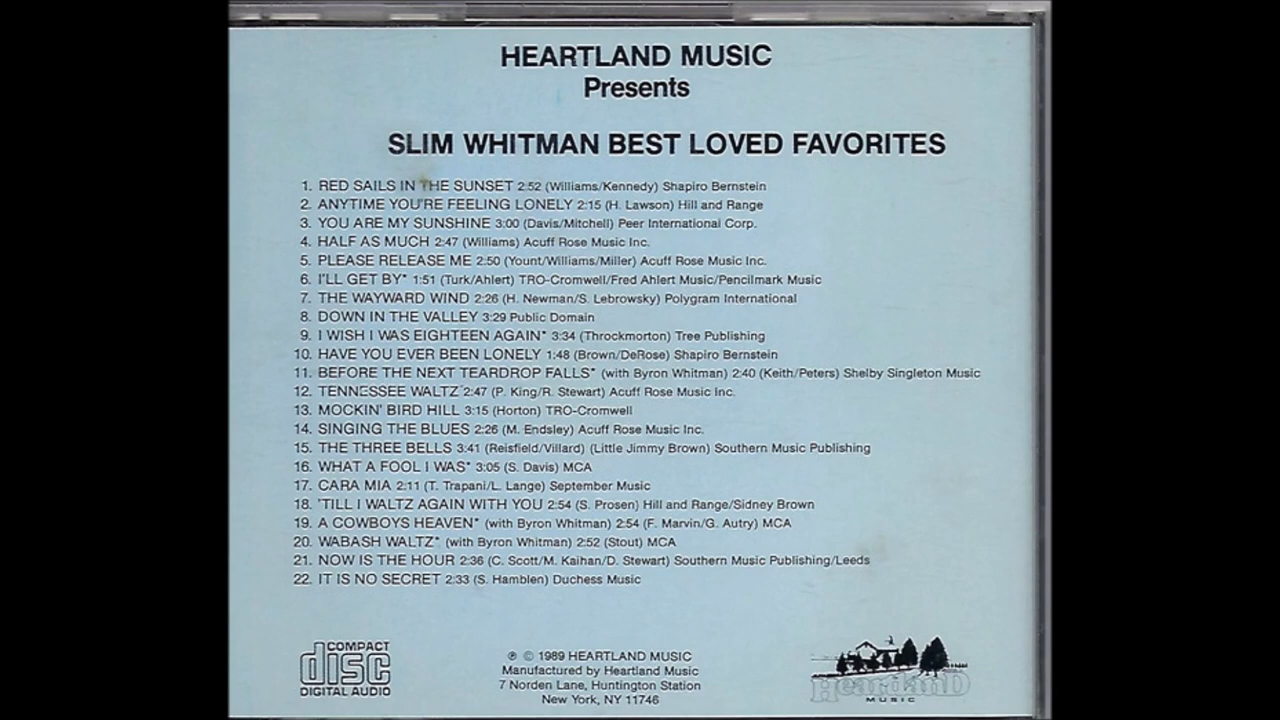 HEARTLAND MUSIC
Presents
SLIM WHITMAN BEST LOVED FAVORITES
1. RED SAILS IN THE SUNSET 2:52 (Williams/Kennedy) Shapiro Bernstein
2. ANYTIME YOU'RE FEELING LONELY 2:15 (H. Lawson) Hill and Range
3. YOU ARE MY SUNSHINE 3:00 (Davis/Mitchell) Peer International Corp.
4. HALF AS MUCH 2:47 (Williams) Acuff Rose Music Inc.
5. PLEASE RELEASE ME 2:50 (Yount/Williams/Miller) Acuff Rose Music Inc.
6. I'LL GET BY* 1:51 (Turk/Ahlert) TRO-Cromwell/Fred Ahlert Music/Pencilmark Music
7. THE WAYWARD WIND 2:26 (H. Newman/S. Lebrowsky) Polygram International
8. DOWN IN THE VALLEY 3:29 Public Domain
9. I WISH I WAS EIGHTEEN AGAIN* 3:34 (Throckmorton) Tree Publishing
10. HAVE YOU EVER BEEN LONELY 1:48 (Brown/DeRose) Shapiro Bernstein
11. BEFORE THE NEXT TEARDROP FALLS* (with Byron Whitman) 2:40 (Keith/Peters) Shelby Singleton Music
12. TENNESSEE WALTZ 2:47 (P. King/R. Stewart) Acuff Rose Music Inc.
13. MOCKIN' BIRD HILL 3:15 (Horton) TRO-Cromwell
14. SINGING THE BLUES 2:26 (M. Endsley) Acuff Rose Music Inc.
15. THE THREE BELLS 3:41 (Reisfield/Villard) (Little Jimmy Brown) Southern Music Publishing
16. WHAT A FOOL I WAS* 3:05 (S. Davis) MCA
17. CARA MIA 2:11 (T. Trapani/L. Lange) September Music
18. 'TILL I WALTZ AGAIN WITH YOU 2:54 (S. Prosen) Hill and Range/Sidney Brown
19. A COWBOYS HEAVEN* (with Byron Whitman) 2:54 (F. Marvin/G. Autry) MCA
20. WABASH WALTZ* (with Byron Whitman) 2:52 (Stout) MCA
21. NOW IS THE HOUR 2:36 (C. Scott/M. Kaihan/D. Stewart) Southern Music Publishing/Leeds
22. IT IS NO SECRET 2:33 (S. Hamblen) Duchess Music
COMPACT
disc
DIGITAL AUDIO
℗ © 1989 HEARTLAND MUSIC
Manufactured by Heartland Music
7 Norden Lane, Huntington Station
New York, NY 11746
HeartlanD
MUSIC